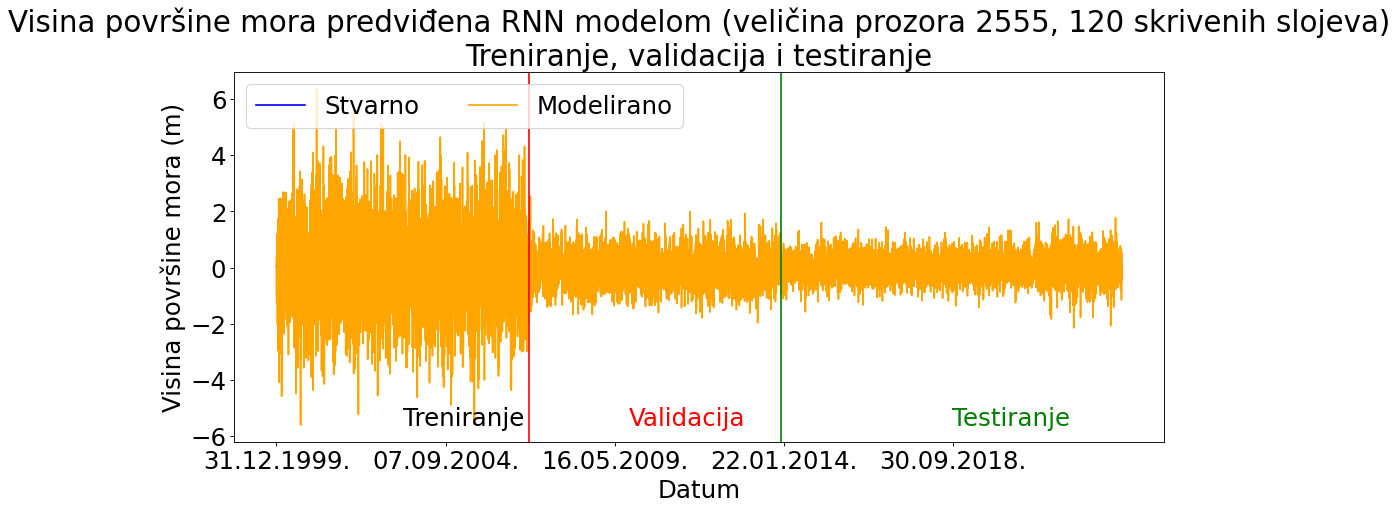 Visina površine mora predviđena RNN modelom (veličina prozora 2555, 120 skrivenih slojeva)
Treniranje, validacija i testiranje
Stvarno Modelirano
Visina površine mora (m)
6
4
2
0
−2
−4
−6
Treniranje Validacija Testiranje
31.12.1999. 07.09.2004. 16.05.2009. 22.01.2014. 30.09.2018.
Datum